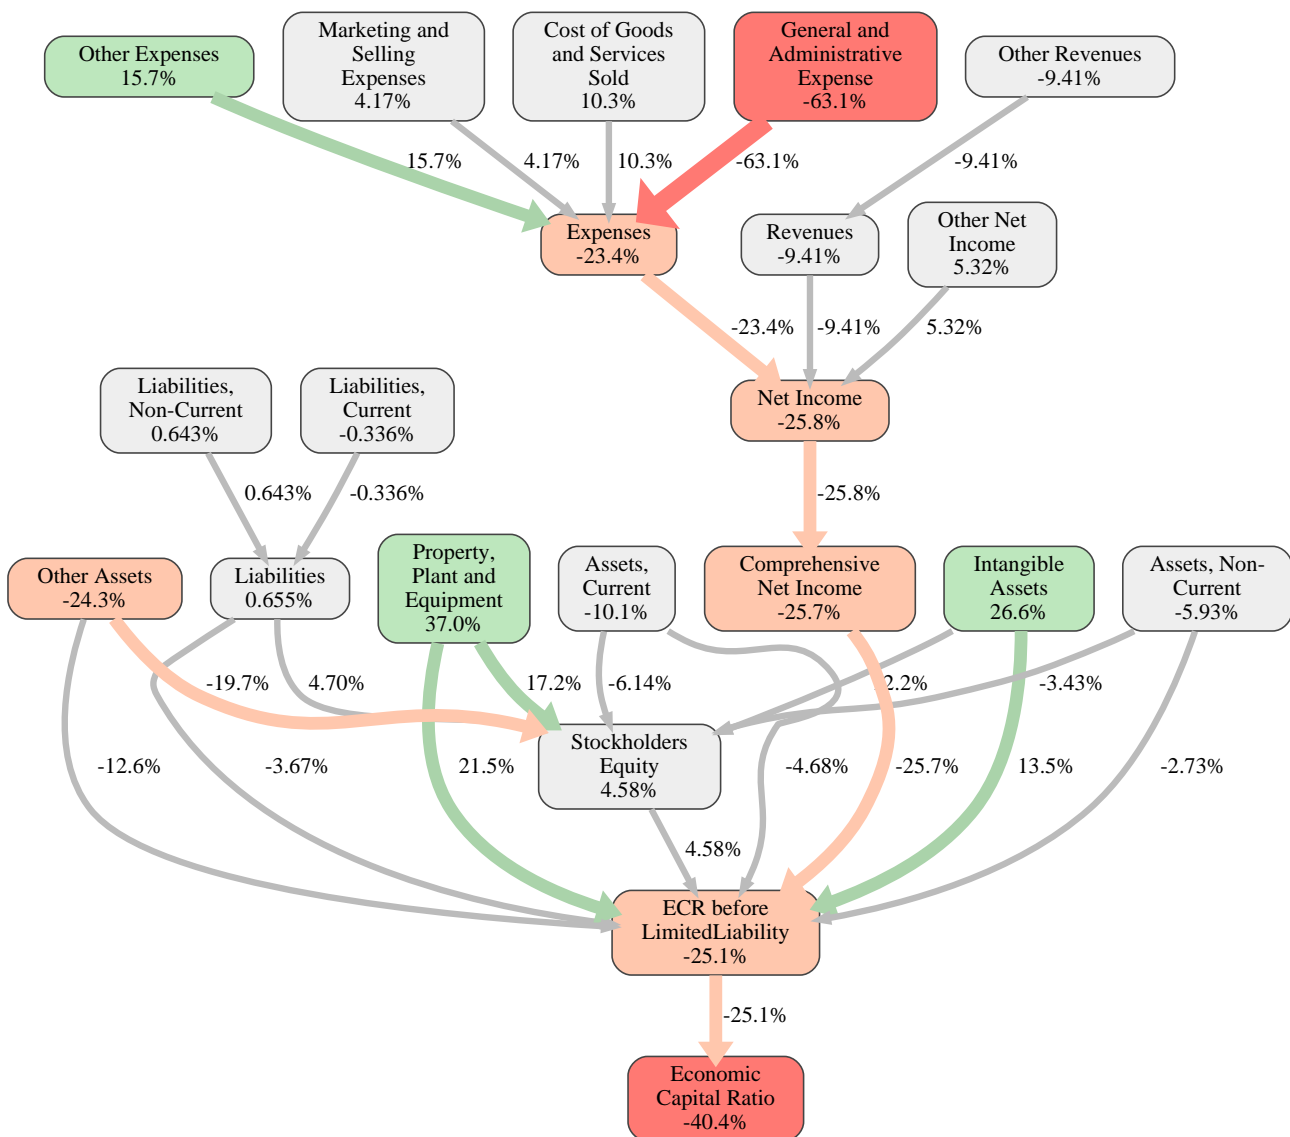 Other Expenses
15.7%
Marketing and
Selling
Expenses
4.17%
Cost of Goods
and Services
Sold
10.3%
General and
Administrative
Expense
-63.1%
Other Revenues
-9.41%
15.7%
4.17%
10.3%
-63.1%
-9.41%
Expenses
-23.4%
Revenues
-9.41%
Other Net
Income
5.32%
-23.4%
-9.41%
5.32%
Liabilities,
Non-Current
0.643%
Liabilities,
Current
-0.336%
Net Income
-25.8%
0.643%
-0.336%
-25.8%
Other Assets
-24.3%
Liabilities
0.655%
Property,
Plant and
Equipment
37.0%
Assets,
Current
-10.1%
Comprehensive
Net Income
-25.7%
Intangible
Assets
26.6%
Assets, Non-
Current
-5.93%
-19.7%
4.70%
17.2%
-6.14%
2.2%
-3.43%
Stockholders
Equity
4.58%
-12.6%
-3.67%
21.5%
-4.68%
-25.7%
13.5%
-2.73%
4.58%
ECR before
LimitedLiability
-25.1%
-25.1%
Economic
Capital Ratio
-40.4%